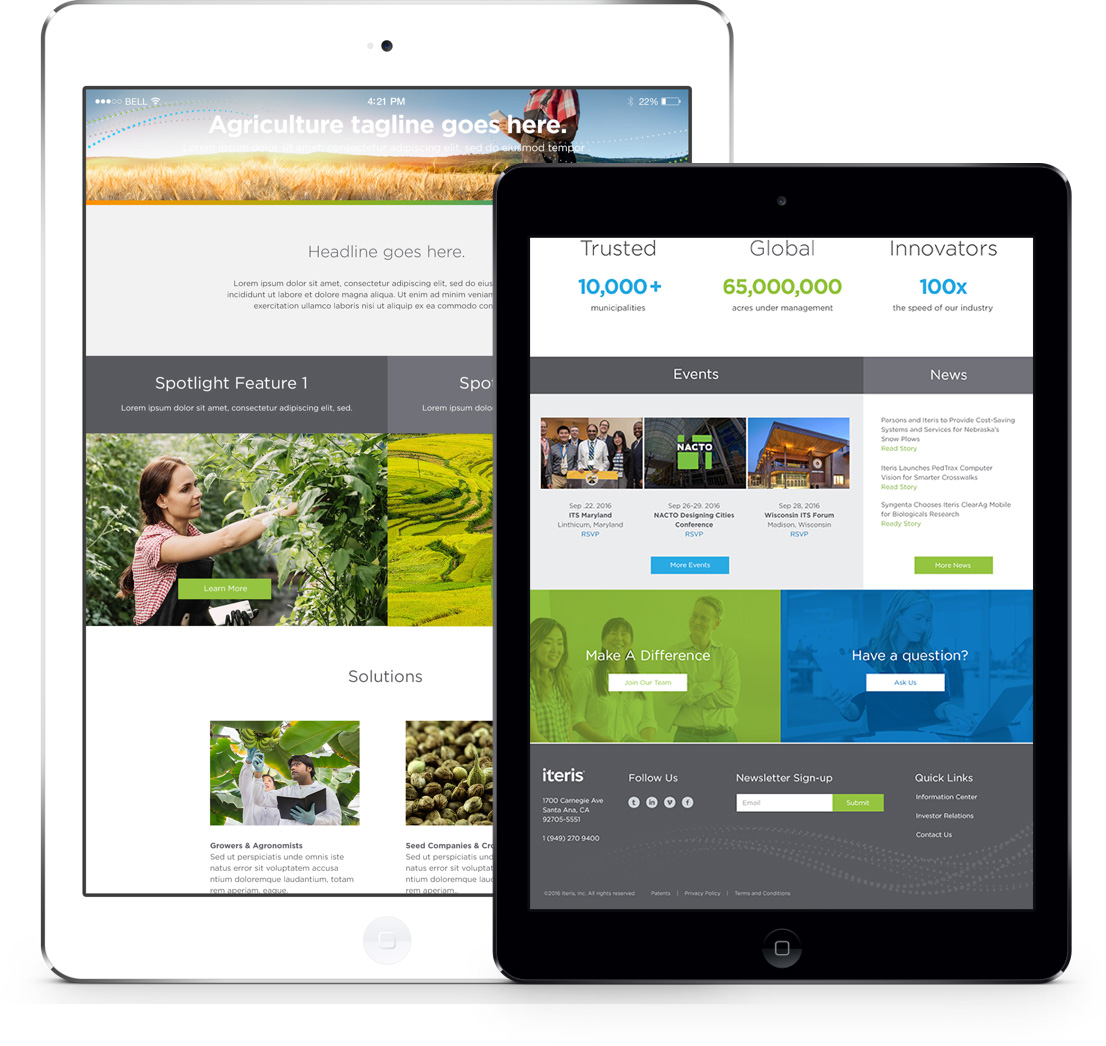 BELL
4:21 PM
22%
Agriculture tagline goes here.
Lorem ipsum dolor sit amet, consectetur adipiscing elit, sed do eiusmod tempor
Headline goes here.
Lorem ipsum dolor sit amet, consectetur adipiscing elit, sed do eius
incididunt ut labore et dolore magna aliqua. Ut enim ad minim veniam
exercitation ullamco laboris nisi ut aliquip ex ea commodo con
Spotlight Feature 1
Lorem ipsum dolor sit amet, consectetur adipiscing elit, sed.
Spo
Lorem ipsum dolo
Learn More
Solutions
Growers & Agronomists
Sed ut perspiciatis unde omnis iste
natus error sit voluptatem accusa
ntium doloremque laudantium, totam
rem aperiam, eaque.
Seed Companies & Cro
Sed ut perspiciatis und
natus error sit voluptat
ntium doloremque laud
rem aperiam..
Trusted
10,000+
municipalities
Global
65,000,000
acres under management
Innovators
100x
the speed of our industry
Events
NACTO
Sep .22. 2016
ITS Maryland
Linthicum, Maryland
RSVP
Sep 26-29. 2016
NACTO Designing Cities
Conference
RSVP
Sep 28, 2016
Wisconsin ITS Forum
Madison, Wisconsin
RSVP
More Events
News
Parsons and Iteris to Provide Cost-Saving
Systems and Services for Nebraska's
Snow Plows
Read Story
Iteris Launches PedTrax Computer
Vision for Smarter Crosswalks
Read Story
Syngenta Chooses Iteris ClearAg Mobile
for Biologicals Research
Ready Story
More News
Make A Difference
Join Our Team
Have a question?
Ask Us
iteris
1700 Carnegie Ave
Santa Ana, CA
92705-5551
1 (949) 270 9400
Follow Us
Newsletter Sign-up
Email
Submit
Quick Links
Information Center
Investor Relations
Contact Us
©2016 Iteris, Inc. All rights reserved
Patents | Privacy Policy | Terms and Conditions